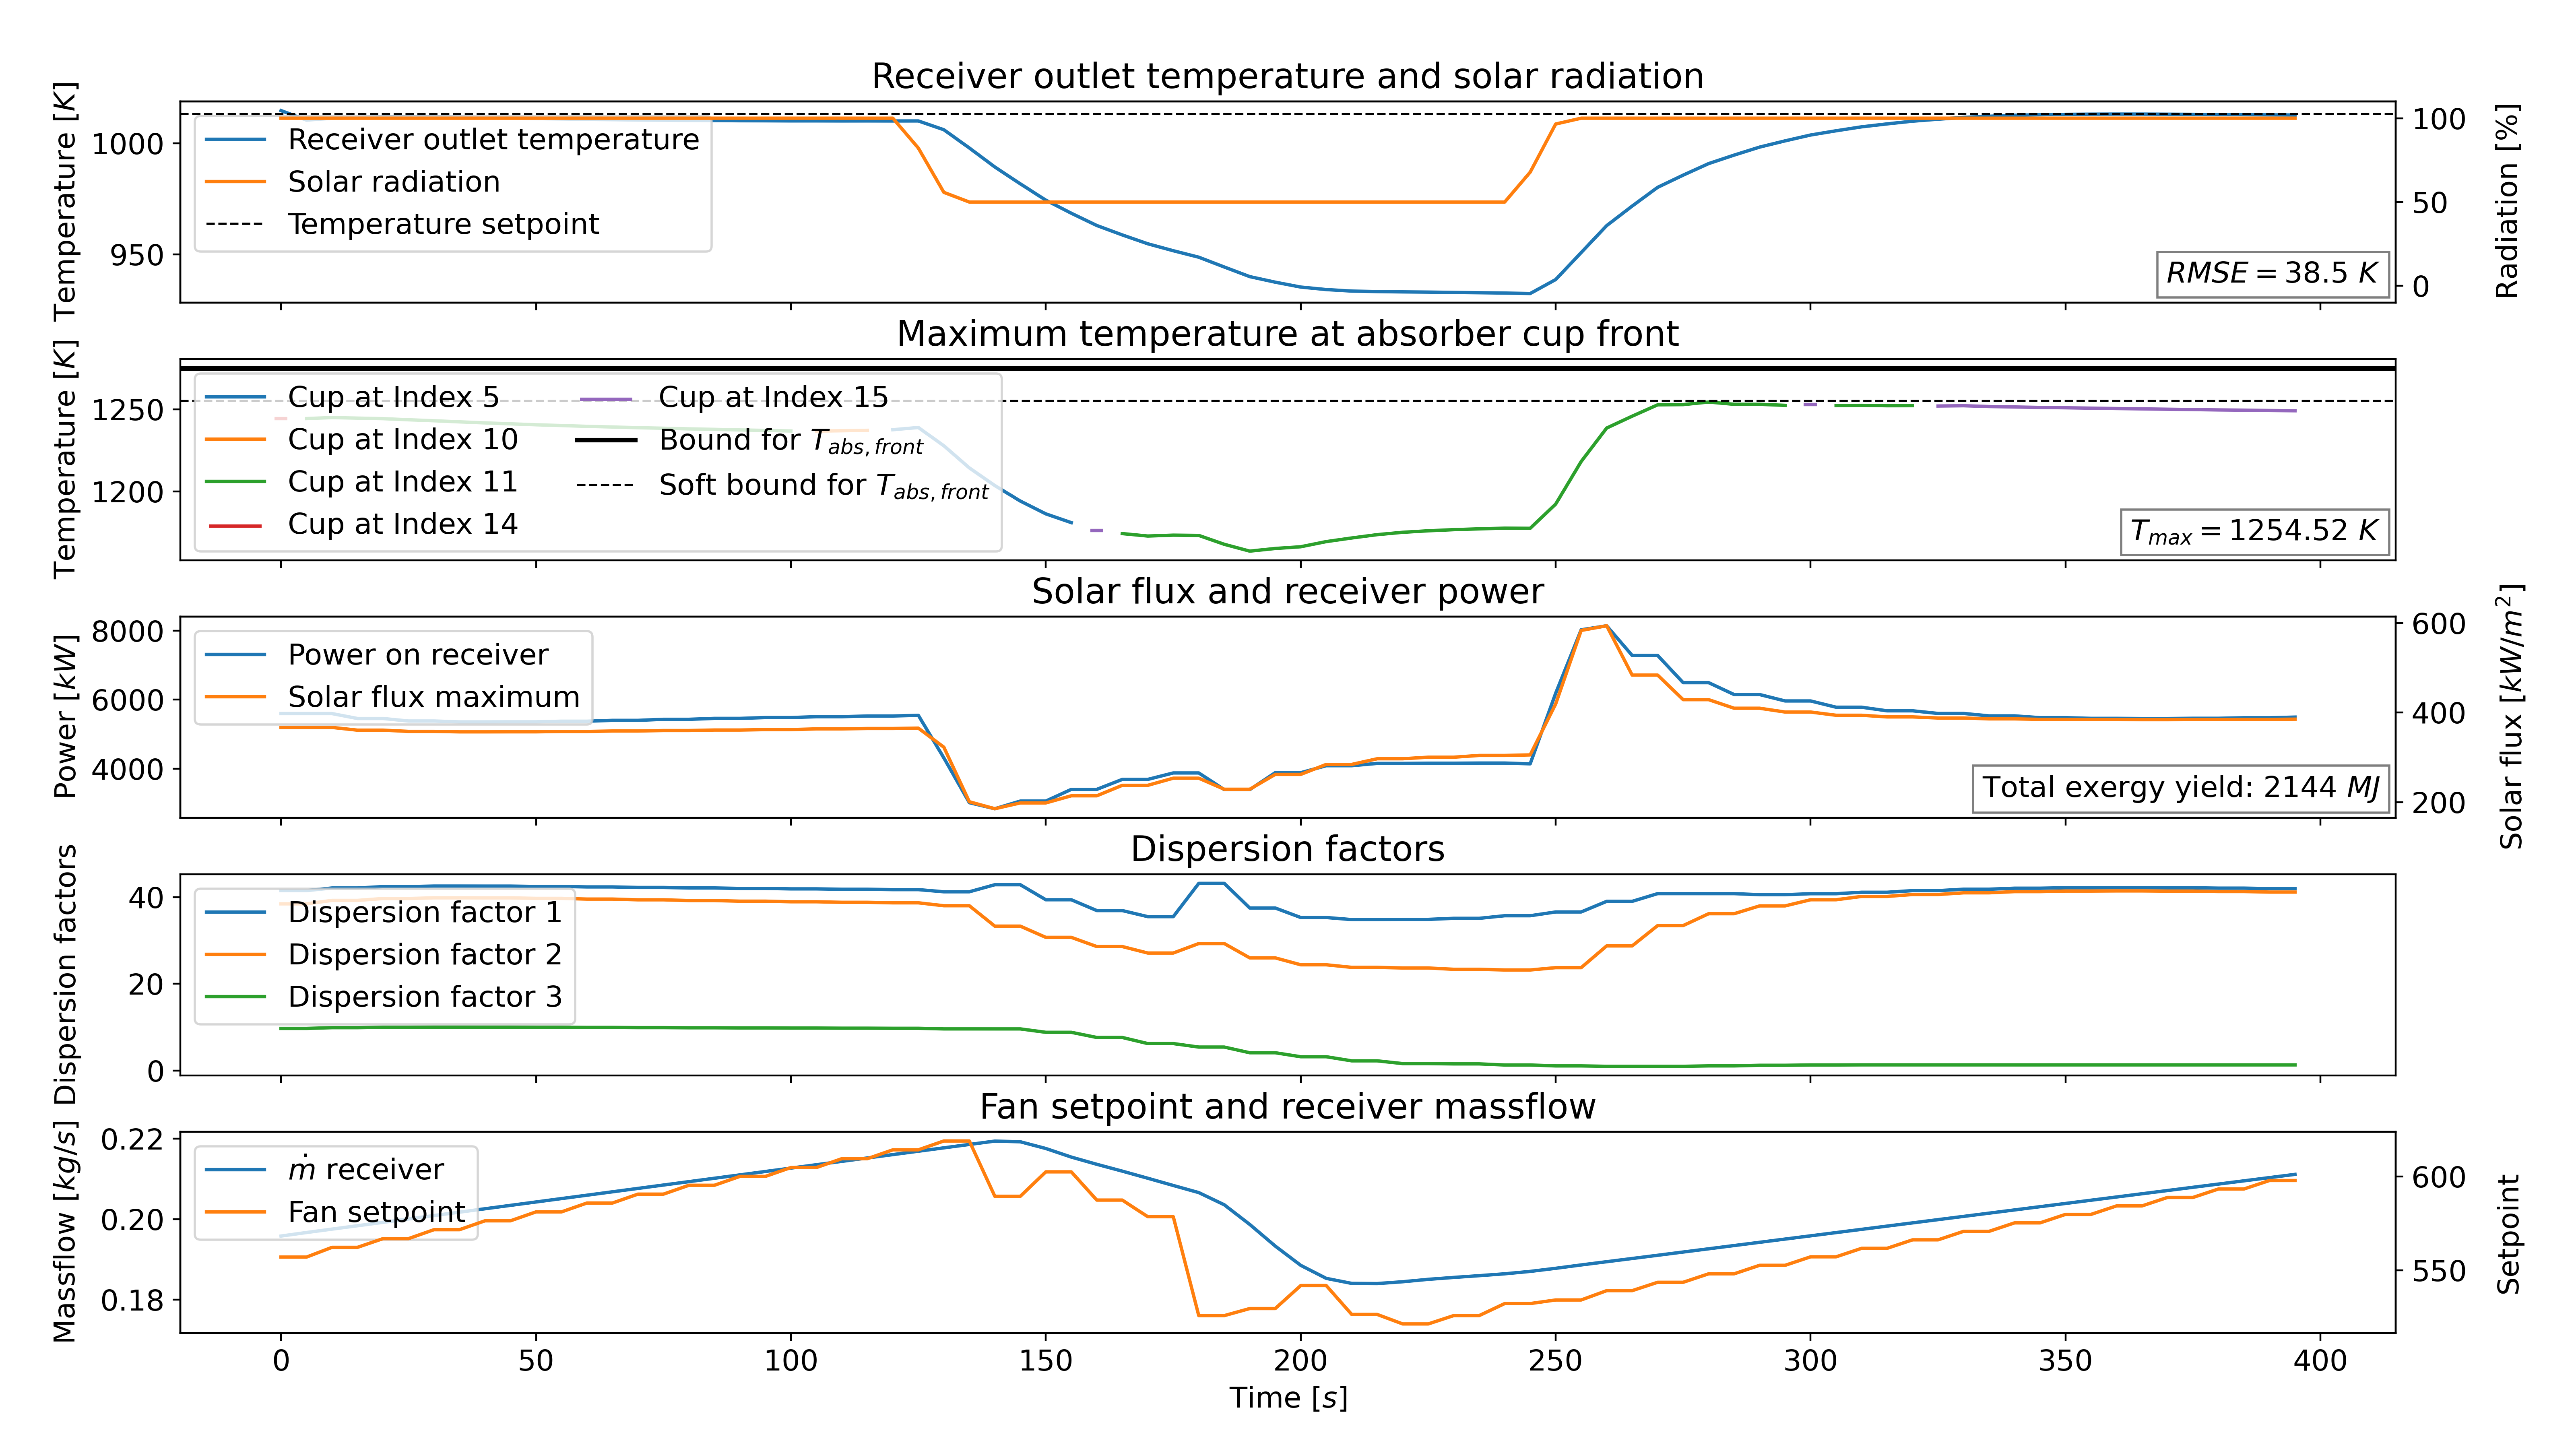 Receiver outlet temperature and solar radiation
Temperature [K]
1000
950
Receiver outlet temperature
Solar radiation
Temperature setpoint
RMSE = 38.5 K
100
50
0
Radiation [%]
Maximum temperature at absorber cup front
Temperature [K]
1250
1200
Cup at Index 5
Cup at Index 10
Cup at Index 11
Cup at Index 14
Cup at Index 15
Bound for T_{abs,front}
Soft bound for T_{abs,front}
T_{max} = 1254.52 K
Solar flux and receiver power
Power [kW]
8000
6000
4000
Power on receiver
Solar flux maximum
Total exergy yield: 2144 MJ
600
400
200
Solar flux [kW/m²]
Dispersion factors
Dispersion factors
40
20
0
Dispersion factor 1
Dispersion factor 2
Dispersion factor 3
Fan setpoint and receiver massflow
Massflow [kg/s]
0.22
0.20
0.18
ṁ receiver
Fan setpoint
600
550
Setpoint
0 50 100 150 200 250 300 350 400
Time [s]